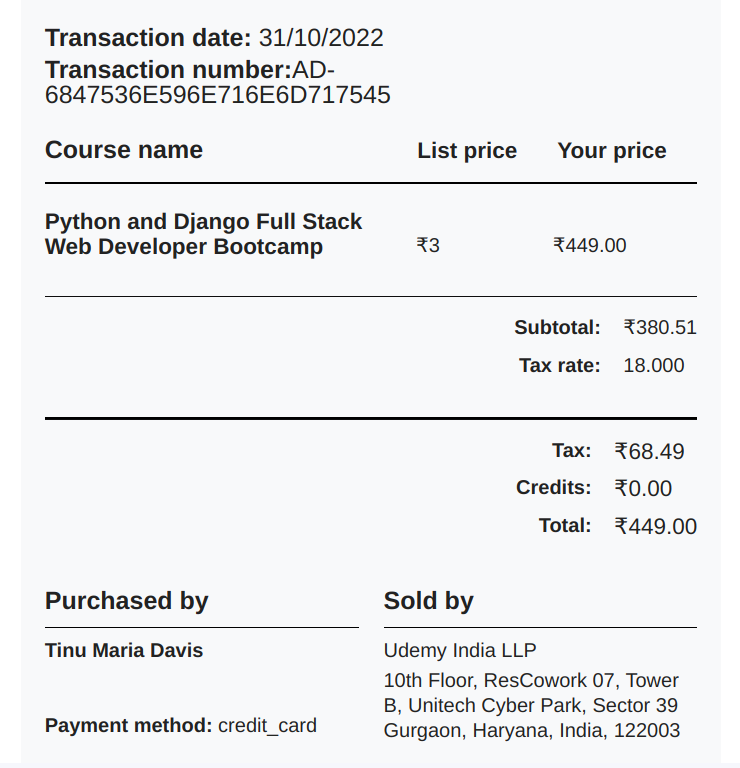 Transaction date: 31/10/2022
Transaction number:AD-
6847536E596E716E6D717545
Course name List price Your price
Python and Django Full Stack
Web Developer Bootcamp ₹3 ₹449.00
Subtotal: ₹380.51
Tax rate: 18.000
Tax: ₹68.49
Credits: ₹0.00
Total: ₹449.00
Purchased by
Tinu Maria Davis
Payment method: credit_card
Sold by
Udemy India LLP
10th Floor, ResCowork 07, Tower
B, Unitech Cyber Park, Sector 39
Gurgaon, Haryana, India, 122003